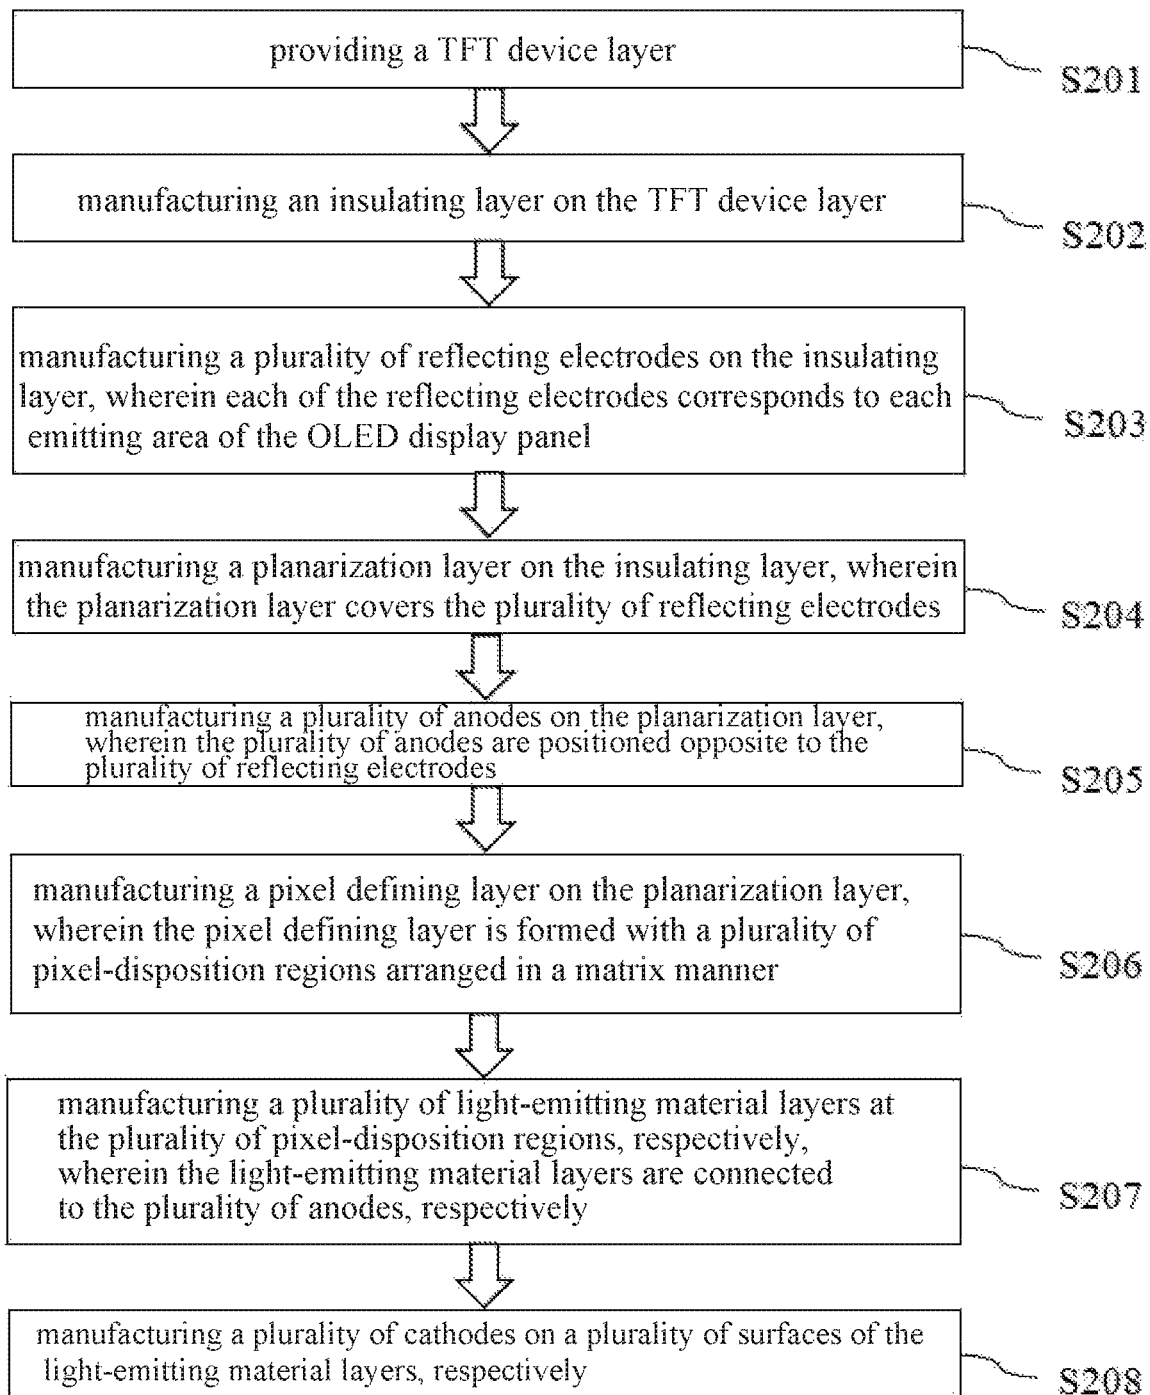 providing a TFT device layer
S201
manufacturing an insulating layer on the TFT device layer
S202
manufacturing a plurality of reflecting electrodes on the insulating
layer, wherein each of the reflecting electrodes corresponds to each
emitting area of the OLED display panel
S203
manufacturing a planarization layer on the insulating layer, wherein
the planarization layer covers the plurality of reflecting electrodes
S204
manufacturing a plurality of anodes on the planarization layer,
wherein the plurality of anodes are positioned opposite to the
plurality of reflecting electrodes
S205
manufacturing a pixel defining layer on the planarization layer,
wherein the pixel defining layer is formed with a plurality of
pixel-disposition regions arranged in a matrix manner
S206
manufacturing a plurality of light-emitting material layers at
the plurality of pixel-disposition regions, respectively,
wherein the light-emitting material layers are connected
to the plurality of anodes, respectively
S207
manufacturing a plurality of cathodes on a plurality of surfaces of the
light-emitting material layers, respectively
S208